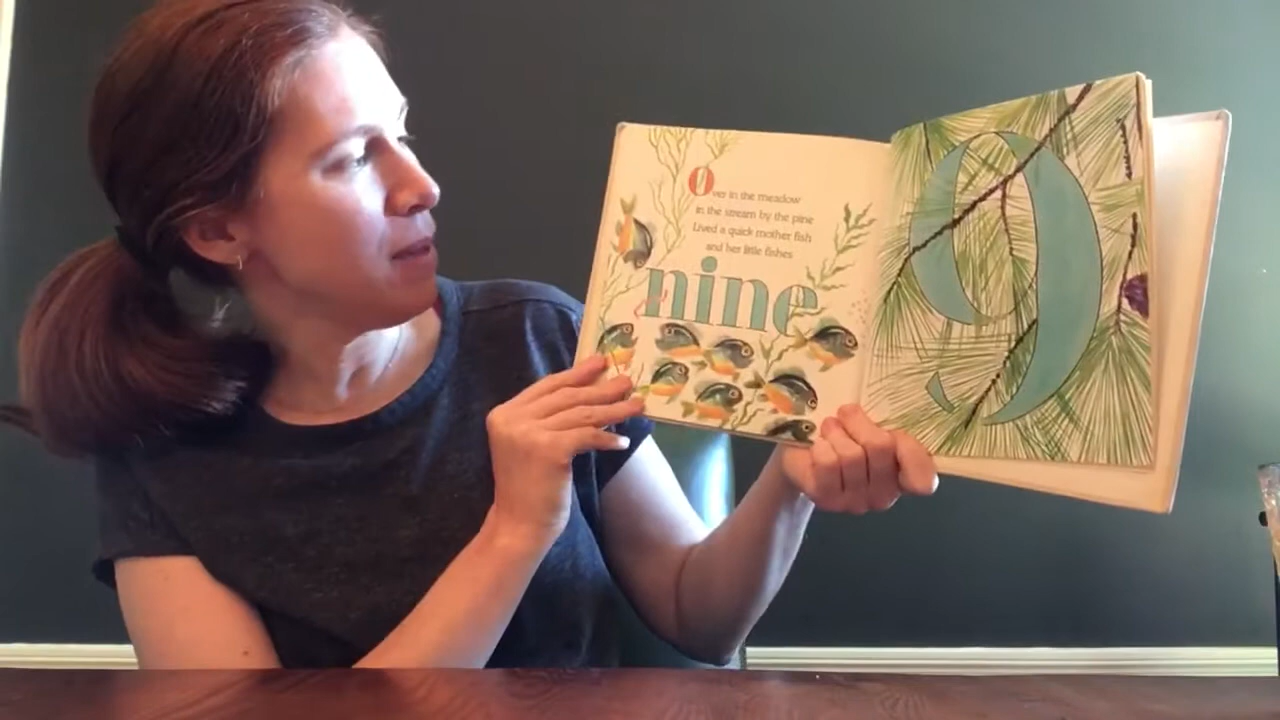 Over in the meadow
in the stream by the pine
Lived a quick mother fish
and her little fishes
nine
9